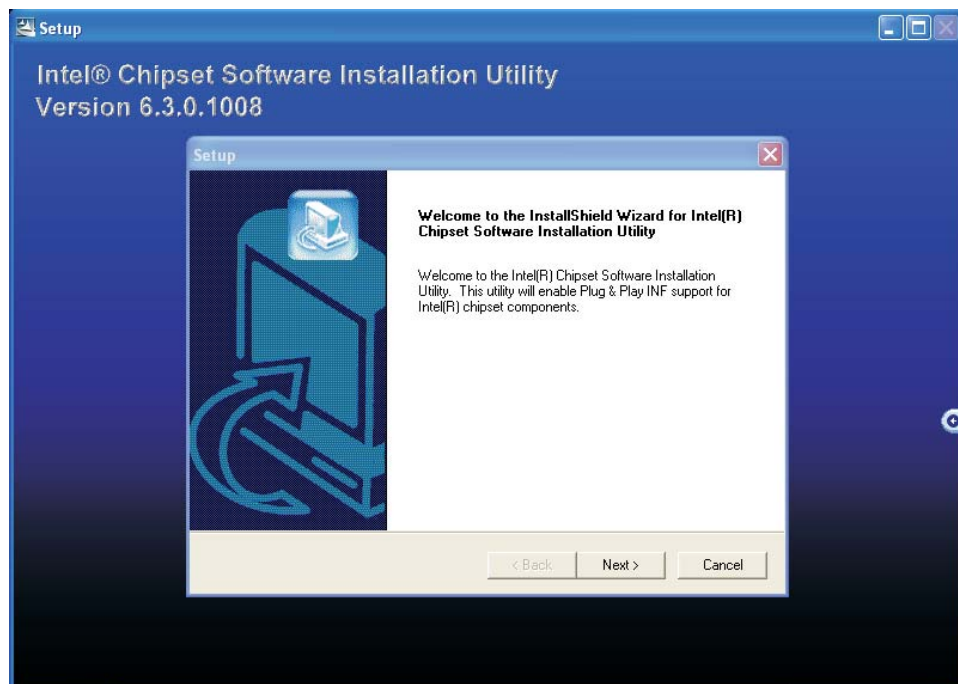 Setup
Intel® Chipset Software Installation Utility
Version 6.3.0.1008
Setup
Welcome to the InstallShield Wizard for Intel(R)
Chipset Software Installation Utility
Welcome to the Intel(R) Chipset Software Installation
Utility. This utility will enable Plug & Play INF support for
Intel(R) chipset components.
< Back
Next >
Cancel